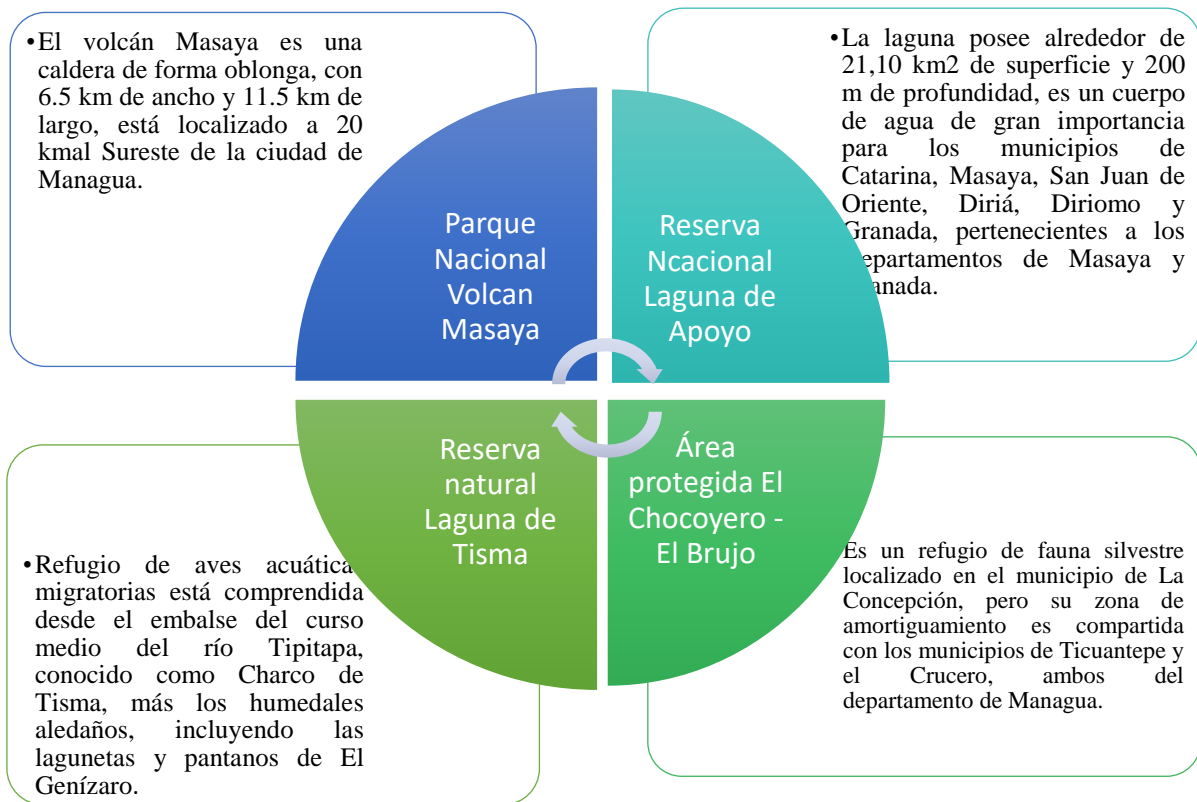 •El volcán Masaya es una
caldera de forma oblonga, con
6.5 km de ancho y 11.5 km de
largo, está localizado a 20
kmal Sureste de la ciudad de
Managua.
•La laguna posee alrededor de
21,10 km2 de superficie y 200
m de profundidad, es un cuerpo
de agua de gran importancia
para los municipios de
Catarina, Masaya, San Juan de
Oriente, Diriá, Diriomo y
Granada, pertenecientes a los
departamentos de Masaya y
Granada.
Parque
Nacional
Volcan
Masaya
Reserva
Ncacional
Laguna de
Apoyo
Reserva
natural
Laguna de
Tisma
Área
protegida El
Chocoyero -
El Brujo
•Refugio de aves acuáticas
migratorias está comprendida
desde el embalse del curso
medio del río Tipitapa,
conocido como Charco de
Tisma, más los humedales
aledaños, incluyendo las
lagunetas y pantanos de El
Genízaro.
Es un refugio de fauna silvestre
localizado en el municipio de La
Concepción, pero su zona de
amortiguamiento es compartida
con los municipios de Ticuantepe y
el Crucero, ambos del
departamento de Managua.